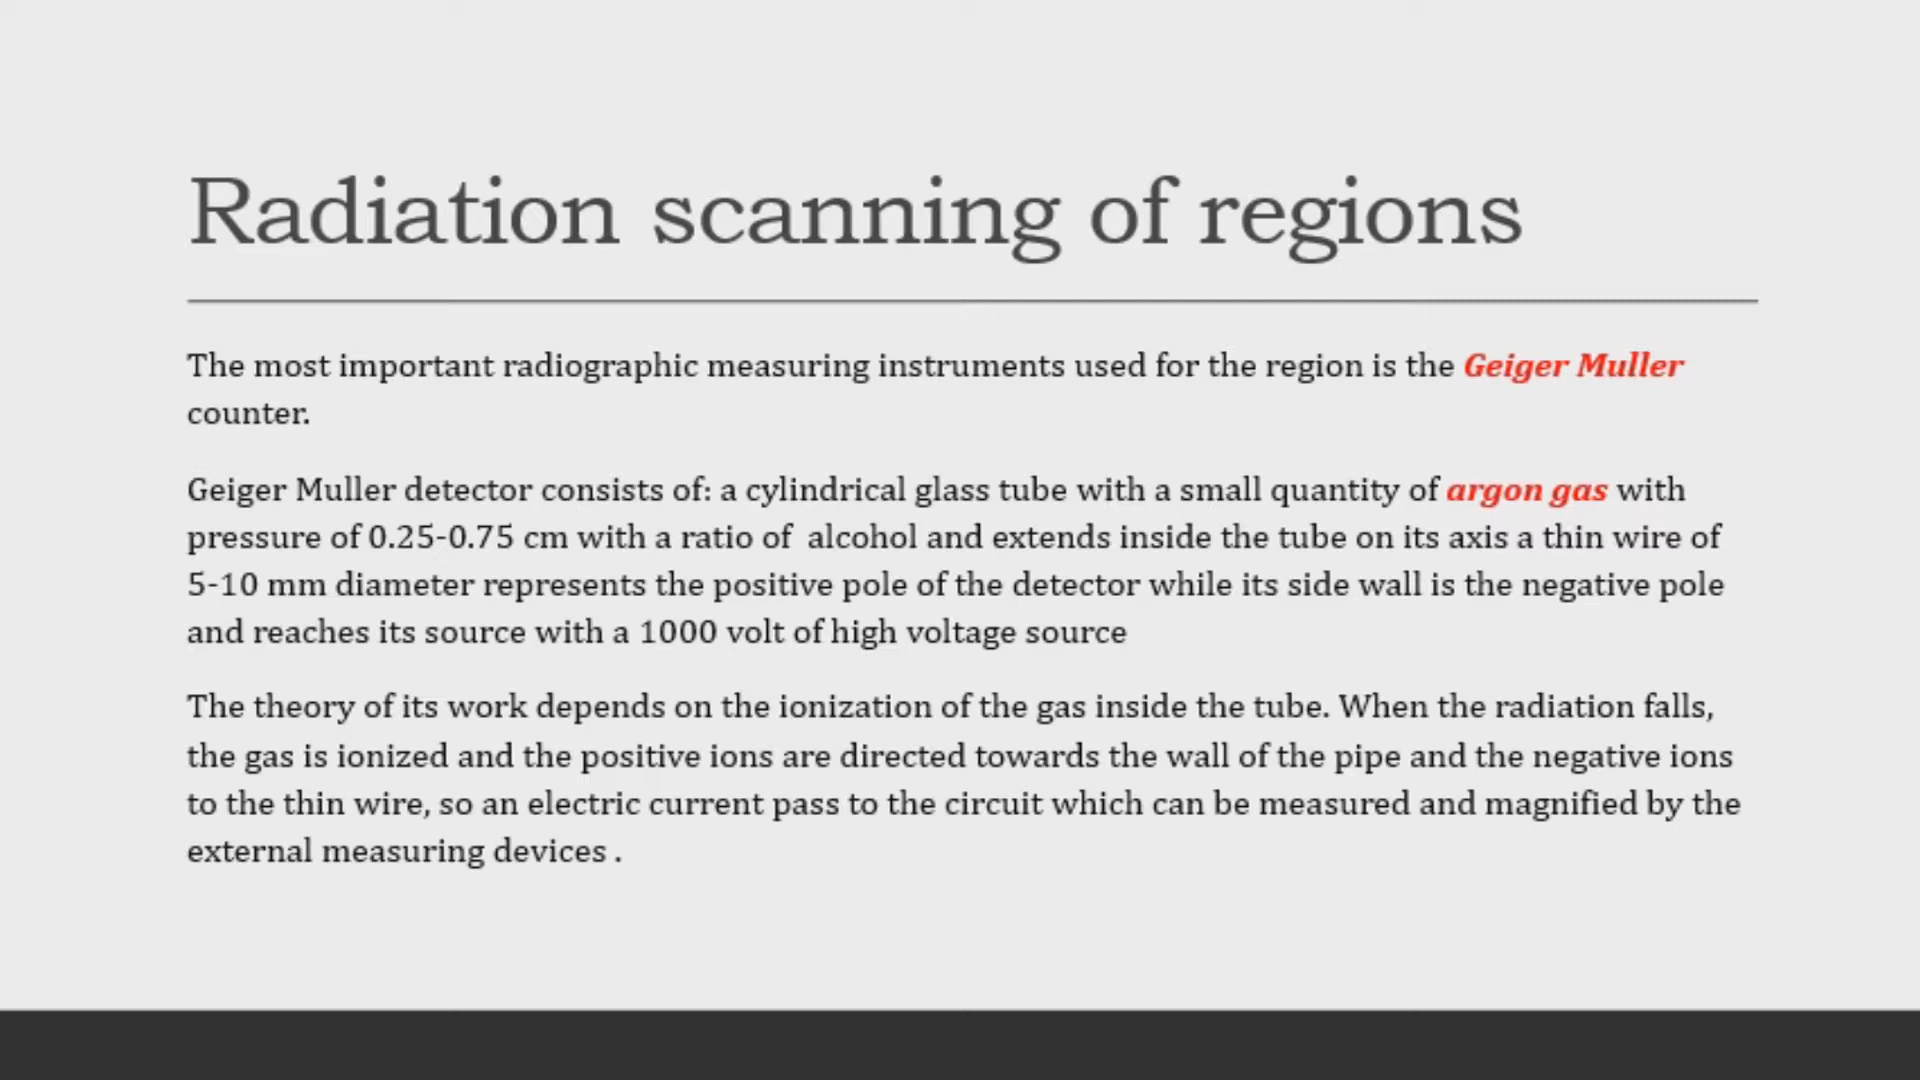 Radiation scanning of regions
The most important radiographic measuring instruments used for the region is the Geiger Muller
counter.
Geiger Muller detector consists of: a cylindrical glass tube with a small quantity of argon gas with
pressure of 0.25-0.75 cm with a ratio of  alcohol and extends inside the tube on its axis a thin wire of
5-10 mm diameter represents the positive pole of the detector while its side wall is the negative pole
and reaches its source with a 1000 volt of high voltage source
The theory of its work depends on the ionization of the gas inside the tube. When the radiation falls,
the gas is ionized and the positive ions are directed towards the wall of the pipe and the negative ions
to the thin wire, so an electric current pass to the circuit which can be measured and magnified by the
external measuring devices .